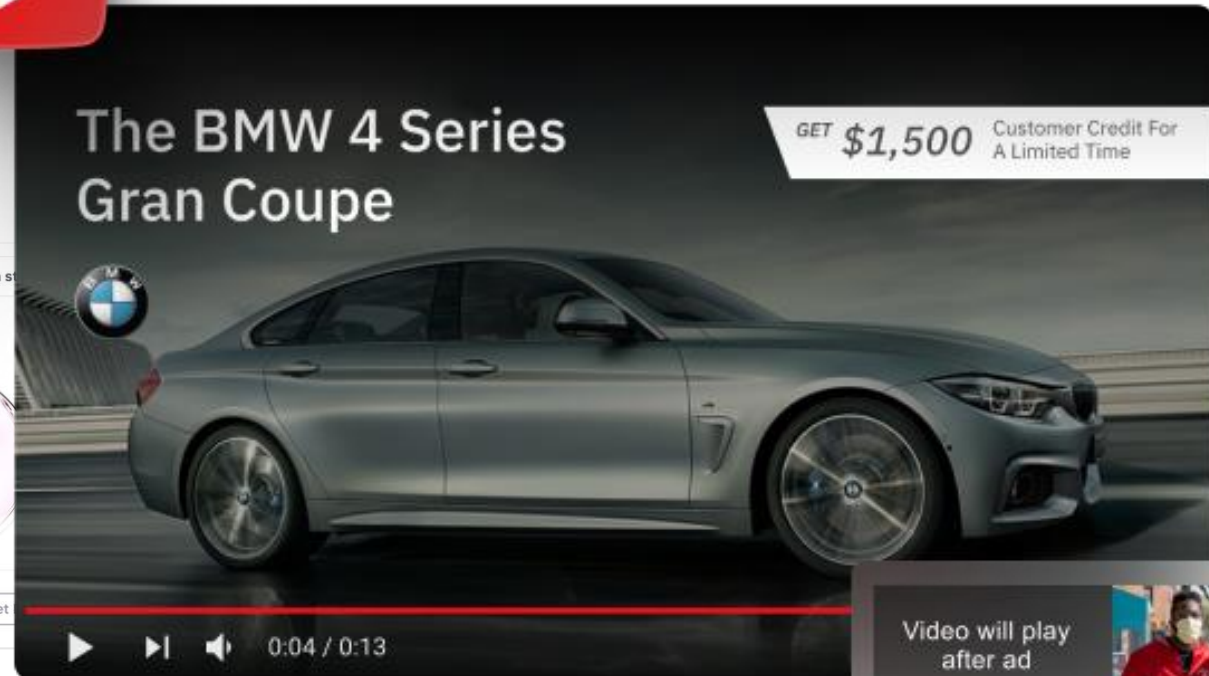 The BMW 4 Series
Gran Coupe
GET $1,500 Customer Credit For
A Limited Time
BMW
0:04 / 0:13
Video will play
after ad